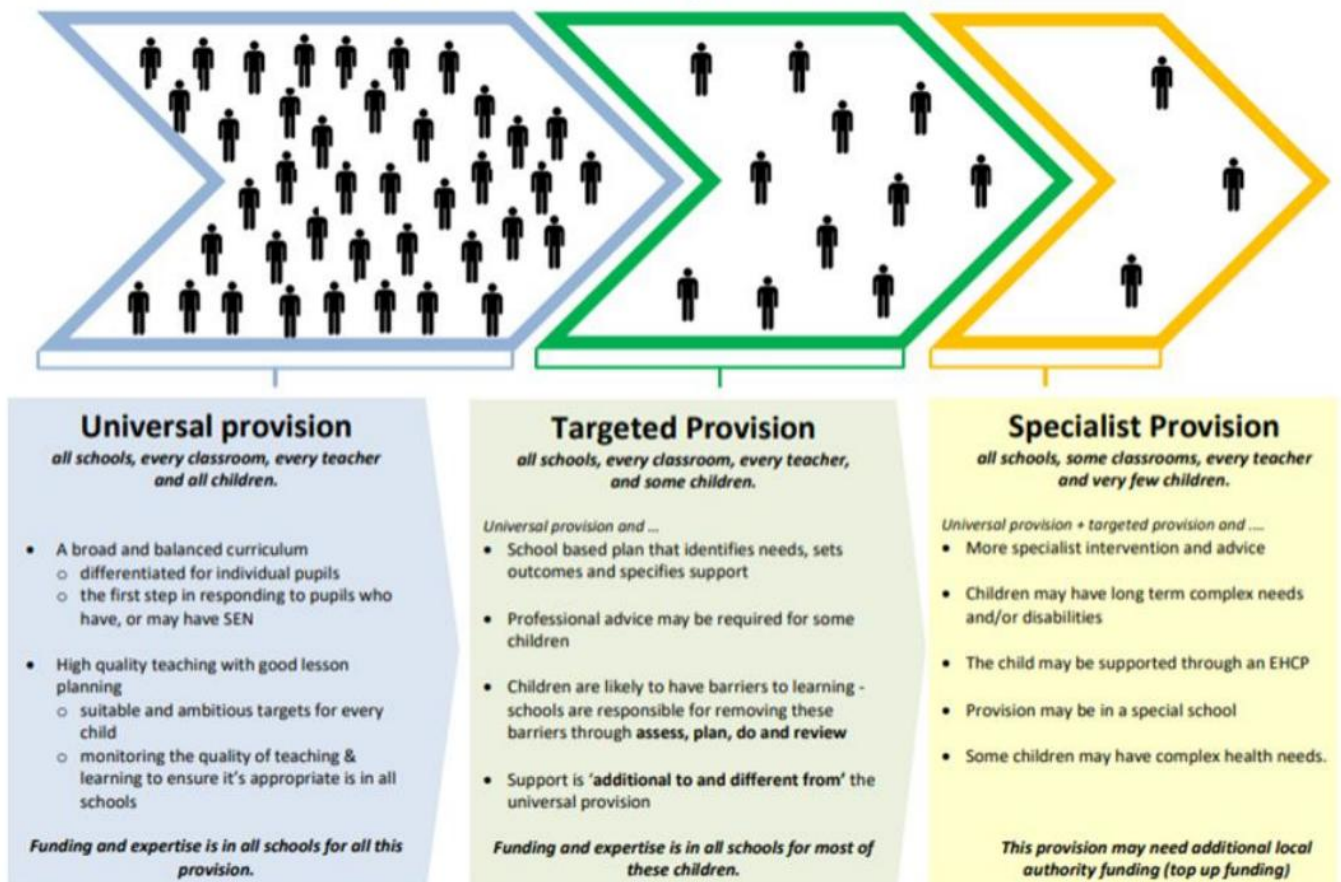 Universal provision
all schools, every classroom, every teacher
and all children.
• A broad and balanced curriculum
o differentiated for individual pupils
o the first step in responding to pupils who
have, or may have SEN
• High quality teaching with good lesson
planning
o suitable and ambitious targets for every
child
o monitoring the quality of teaching &
learning to ensure it's appropriate is in all
schools
Funding and expertise is in all schools for all this
provision.
Targeted Provision
all schools, every classroom, every teacher,
and some children.
Universal provision and ...
• School based plan that identifies needs, sets
outcomes and specifies support
• Professional advice may be required for some
children
• Children are likely to have barriers to learning -
schools are responsible for removing these
barriers through assess, plan, do and review
• Support is 'additional to and different from' the
universal provision
Funding and expertise is in all schools for most of
these children.
Specialist Provision
all schools, some classrooms, every teacher
and very few children.
Universal provision + targeted provision and ....
• More specialist intervention and advice
• Children may have long term complex needs
and/or disabilities
• The child may be supported through an EHCP
• Provision may be in a special school
• Some children may have complex health needs.
This provision may need additional local
authority funding (top up funding)